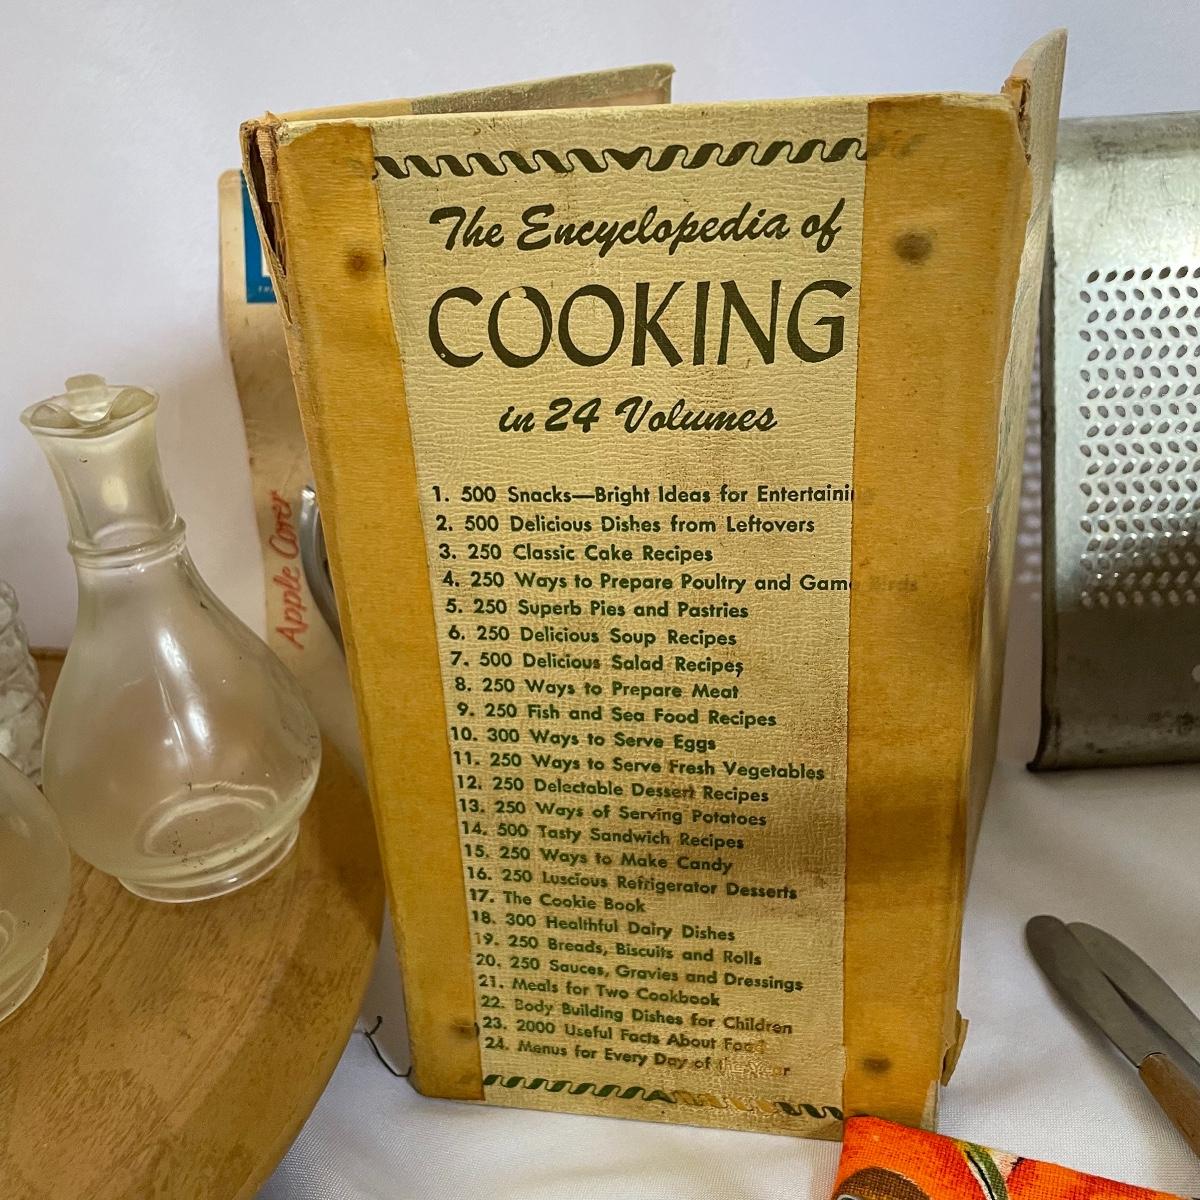 The Encyclopedia of
COOKING
in 24 Volumes
1. 500 Snacks—Bright Ideas for Entertaini
2. 500 Delicious Dishes from Leftovers
3. 250 Classic Cake Recipes
4. 250 Ways to Prepare Poultry and Game Birds
5. 250 Superb Pies and Pastries
6. 250 Delicious Soup Recipes
7. 500 Delicious Salad Recipes
8. 250 Ways to Prepare Meat
9. 250 Fish and Sea Food Recipes
10. 300 Ways to Serve Eggs
11. 250 Ways to Serve Fresh Vegetables
12. 250 Delectable Dessert Recipes
13. 250 Ways of Serving Potatoes
14. 500 Tasty Sandwich Recipes
15. 250 Ways to Make Candy
16. 250 Luscious Refrigerator Desserts
17. The Cookie Book
18. 300 Healthful Dairy Dishes
19. 250 Breads, Biscuits and Rolls
20. 250 Sauces, Gravies and Dressings
21. Meals for Two Cookbook
22. Body Building Dishes for Children
23. 2000 Useful Facts About Food
24. Menus for Every Day of the Year
Apple Corer